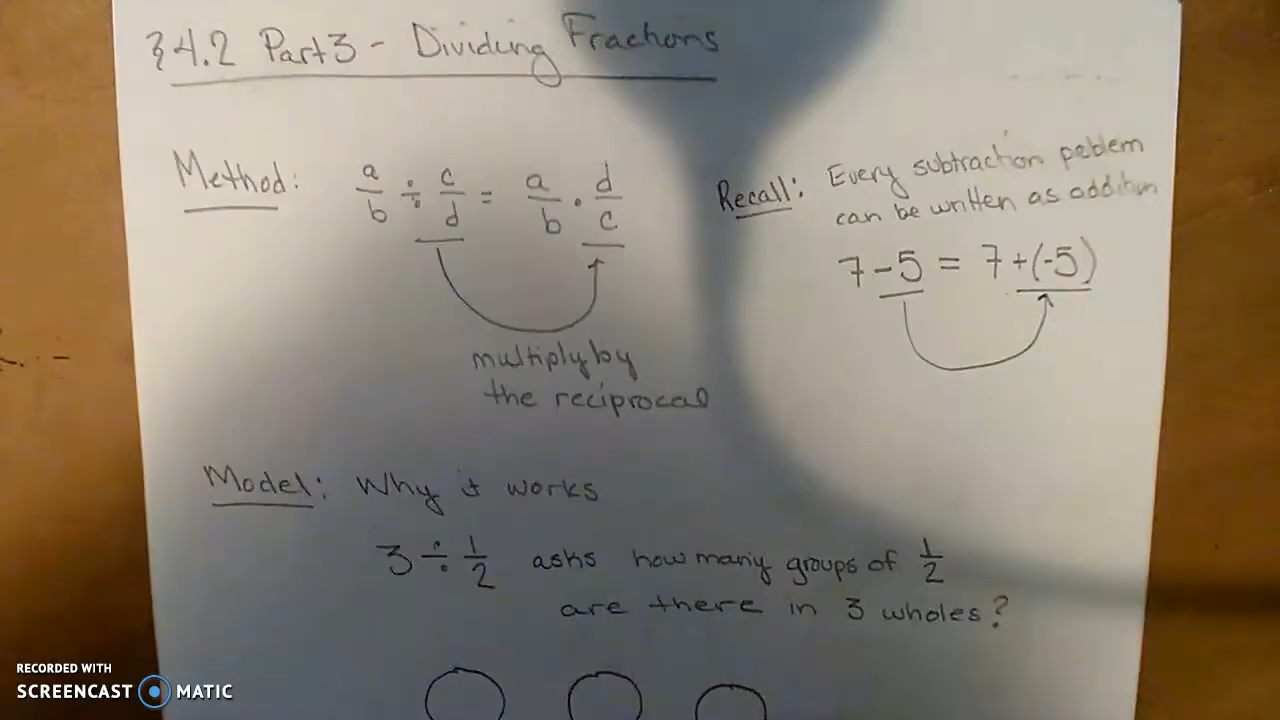 §4.2 Part 3 - Dividing Fractions
Method: a/b ÷ c/d = a/b · d/c
multiply by
the reciprocal
Recall: Every subtraction peblem
can be written as addition
7 - 5 = 7 + (-5)
Model: Why it works
3 ÷ 1/2 asks how many groups of 1/2
are there in 3 wholes?
RECORDED WITH
SCREENCAST MATIC